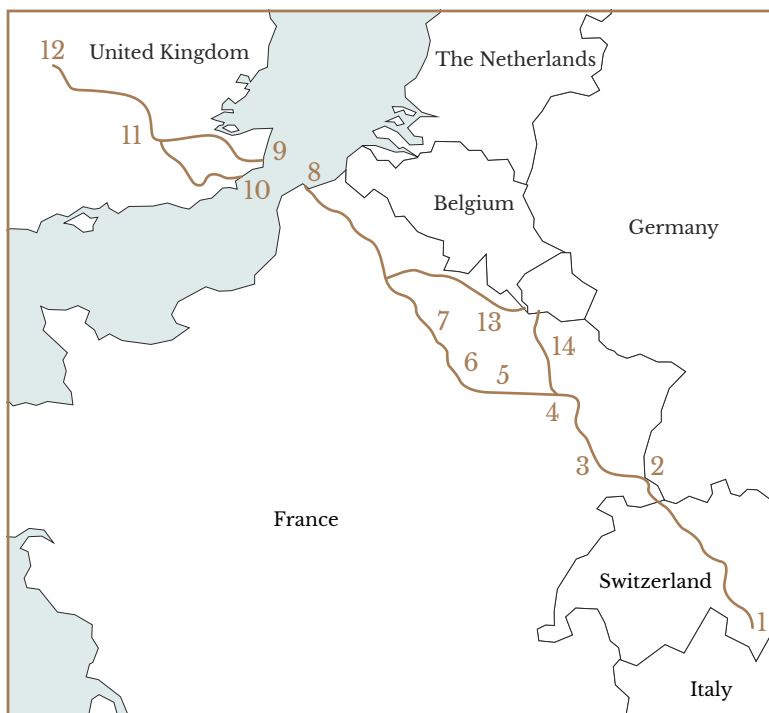 12
United Kingdom
The Netherlands
11
9
8
10
Belgium
Germany
7
13
14
6
5
4
3
2
France
Switzerland
1
Italy